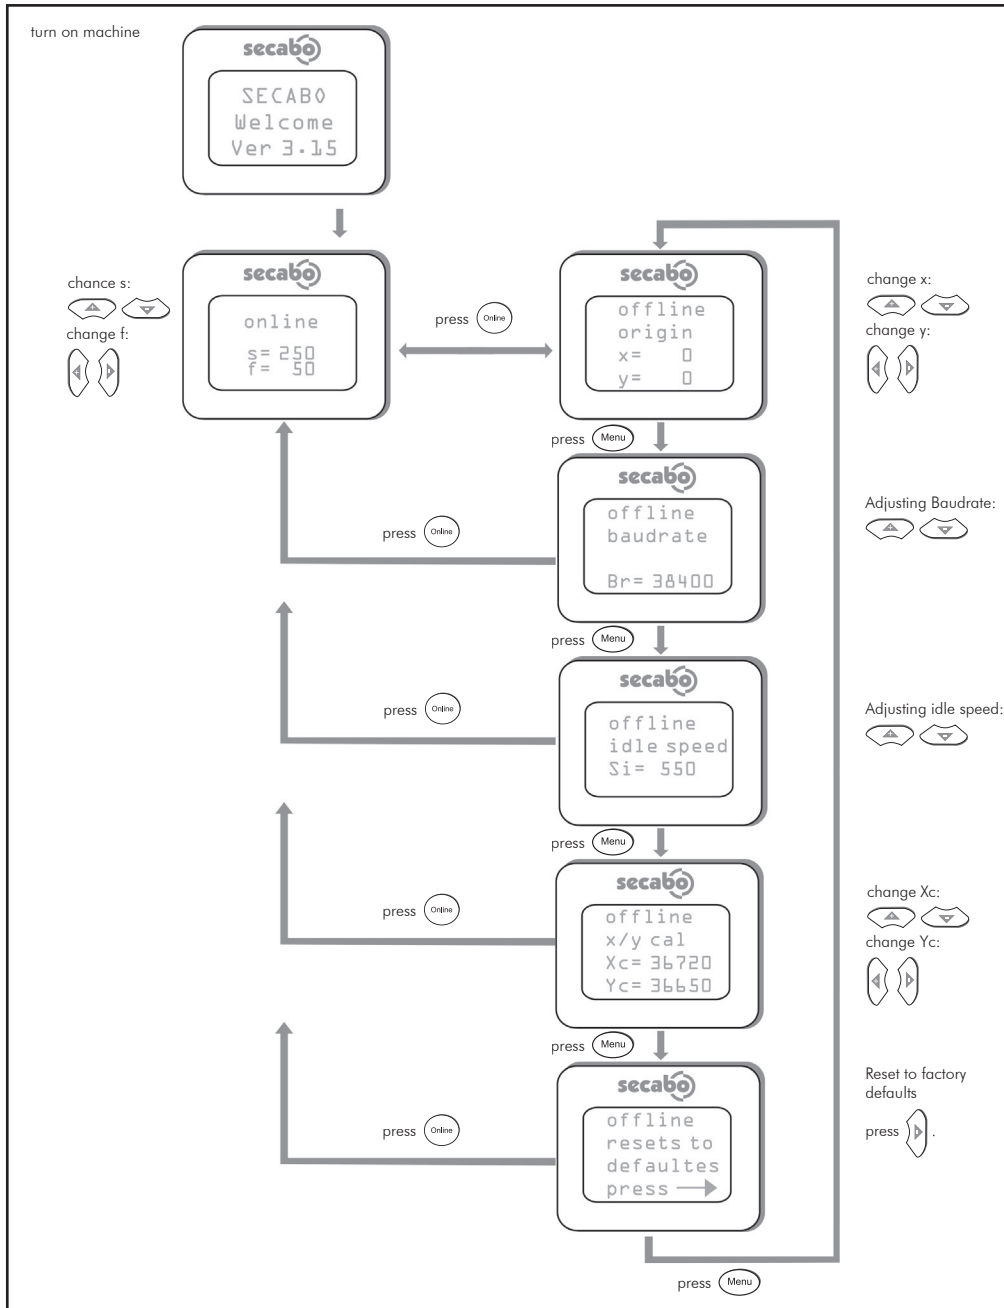 turn on machine
secabo
SECABO
Welcome
Ver 3.15
secabo
online
s= 250
f= 50
chance s:
change f:
press Online
secabo
offline
origin
x= 0
y= 0
change x:
change y:
press Menu
secabo
offline
baudrate
Br= 38400
press Online
Adjusting Baudrate:
press Menu
secabo
offline
idle speed
Si= 550
press Online
Adjusting idle speed:
press Menu
secabo
offline
x/y cal
Xc= 36720
Yc= 36650
press Online
change Xc:
change Yc:
press Menu
secabo
offline
resets to
defaultes
press
press Online
Reset to factory
defaults
press .
press Menu